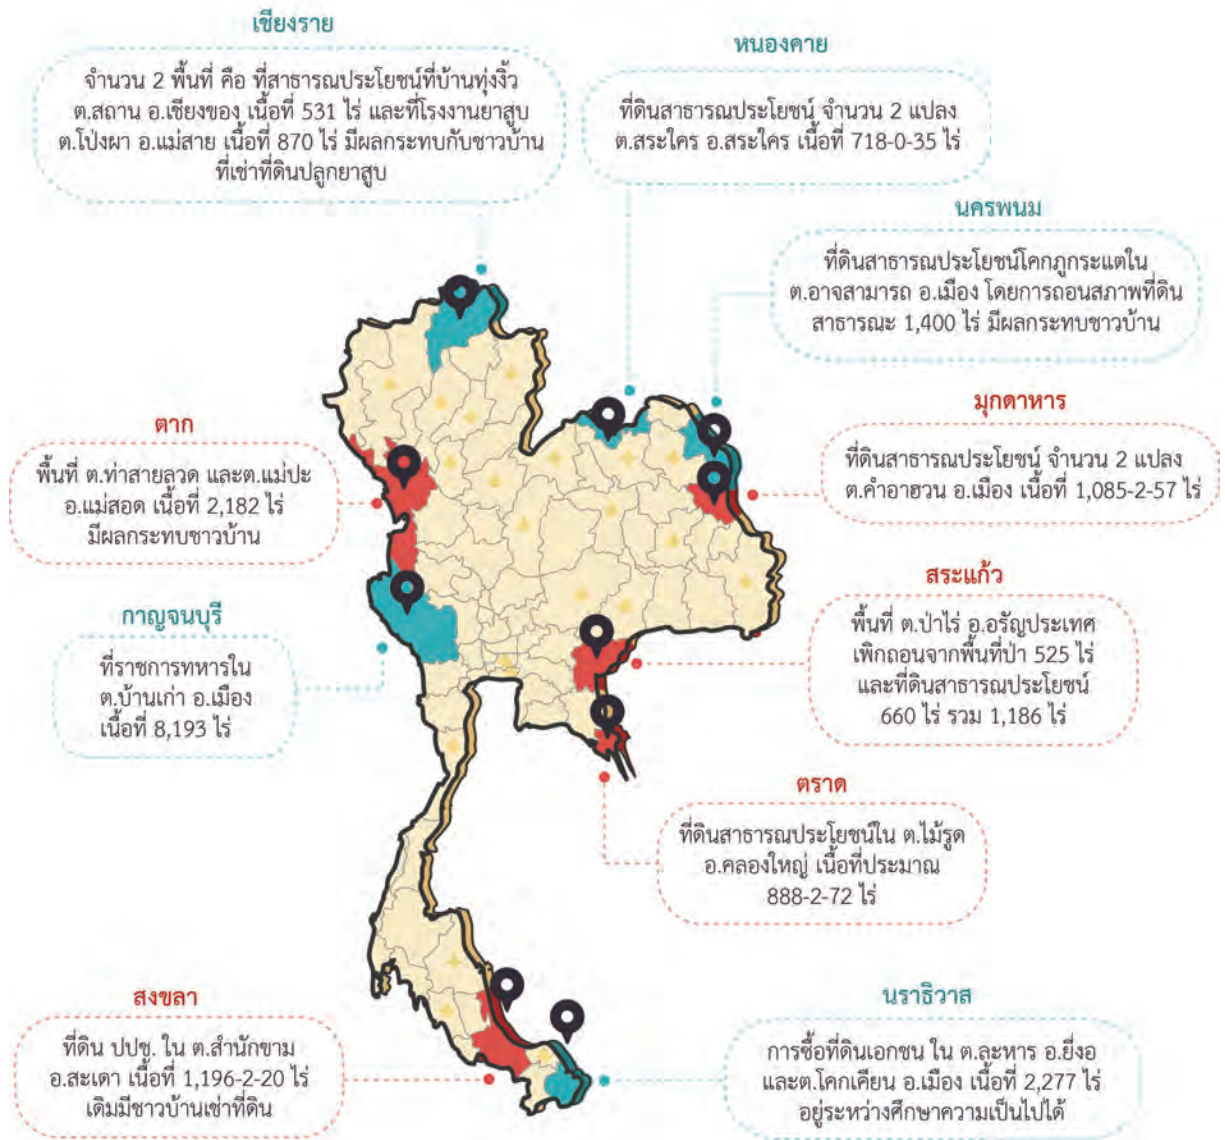 เชียงราย
จำนวน 2 พื้นที่ คือ ที่สาธารณประโยชน์ที่บ้านทุ่งงิ้ว
ต.สถาน อ.เชียงของ เนื้อที่ 531 ไร่ และที่โรงงานยาสูบ
ต.โป่งผา อ.แม่สาย เนื้อที่ 870 ไร่ มีผลกระทบกับชาวบ้าน
ที่เช่าที่ดินปลูกยาสูบ
หนองคาย
ที่ดินสาธารณประโยชน์ จำนวน 2 แปลง
ต.สระใคร อ.สระใคร เนื้อที่ 718-0-35 ไร่
นครพนม
ที่ดินสาธารณประโยชน์โคกภูกระแตใน
ต.อาจสามารถ อ.เมือง โดยการถอนสภาพที่ดิน
สาธารณะ 1,400 ไร่ มีผลกระทบชาวบ้าน
ตาก
พื้นที่ ต.ท่าสายลวด และต.แม่ปะ
อ.แม่สอด เนื้อที่ 2,182 ไร่
มีผลกระทบชาวบ้าน
มุกดาหาร
ที่ดินสาธารณประโยชน์ จำนวน 2 แปลง
ต.คำอาฮวน อ.เมือง เนื้อที่ 1,085-2-57 ไร่
กาญจนบุรี
ที่ราชการทหารใน
ต.บ้านเก่า อ.เมือง
เนื้อที่ 8,193 ไร่
สระแก้ว
พื้นที่ ต.ป่าไร่ อ.อรัญประเทศ
เพิกถอนจากพื้นที่ป่า 525 ไร่
และที่ดินสาธารณประโยชน์
660 ไร่ รวม 1,186 ไร่
ตราด
ที่ดินสาธารณประโยชน์ใน ต.ไม้รูด
อ.คลองใหญ่ เนื้อที่ประมาณ
888-2-72 ไร่
สงขลา
ที่ดิน ปปช. ใน ต.สำนักขาม
อ.สะเดา เนื้อที่ 1,196-2-20 ไร่
เดิมมีชาวบ้านเช่าที่ดิน
นราธิวาส
การซื้อที่ดินเอกชน ใน ต.ละหาร อ.ยี่งอ
และต.โคกเคียน อ.เมือง เนื้อที่ 2,277 ไร่
อยู่ระหว่างศึกษาความเป็นไปได้